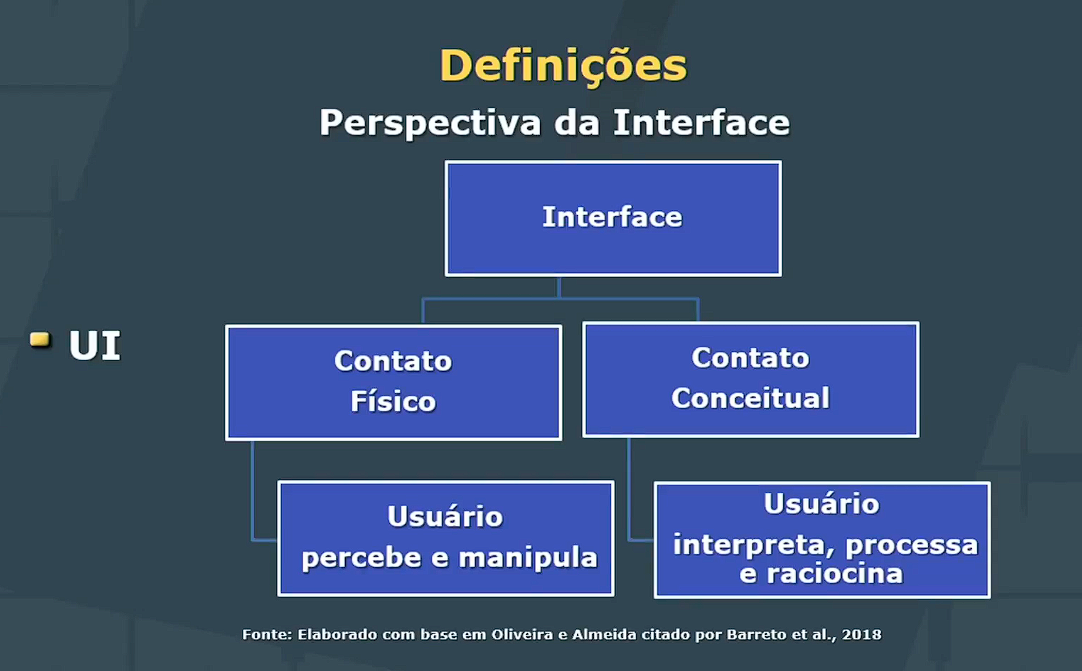 Definições
Perspectiva da Interface
Interface
UI
Contato
Físico
Contato
Conceitual
Usuário
percebe e manipula
Usuário
interpreta, processa
e raciocina
Fonte: Elaborado com base em Oliveira e Almeida citado por Barreto et al., 2018